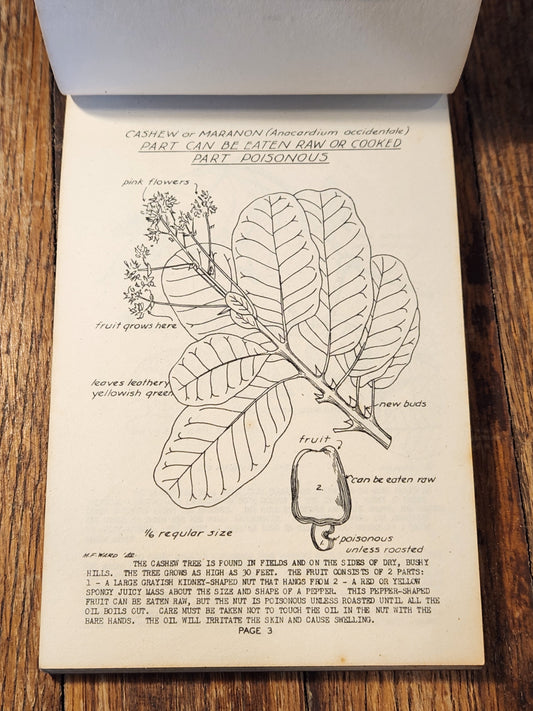 CASHEW or MARANON (Anacardium occidentale)
PART CAN BE EATEN RAW OR COOKED
PART POISONOUS
pink flowers
fruit grows here
leaves leathery
yellowish green
new buds
fruit
2.
can be eaten raw
1.
poisonous
unless roasted
1/6 regular size
H.F. WARD
THE CASHEW TREE IS FOUND IN FIELDS AND ON THE SIDES OF DRY, BUSHY
HILLS. THE TREE GROWS AS HIGH AS 30 FEET. THE FRUIT CONSISTS OF 2 PARTS:
1 - A LARGE GRAYISH KIDNEY-SHAPED NUT THAT HANGS FROM 2 - A RED OR YELLOW
SPONGY JUICY MASS ABOUT THE SIZE AND SHAPE OF A PEPPER. THIS PEPPER-SHAPED
FRUIT CAN BE EATEN RAW, BUT THE NUT IS POISONOUS UNLESS ROASTED UNTIL ALL THE
OIL BOILS OUT. CARE MUST BE TAKEN NOT TO TOUCH THE OIL IN THE NUT WITH THE
BARE HANDS. THE OIL WILL IRRITATE THE SKIN AND CAUSE SWELLING.
PAGE 3